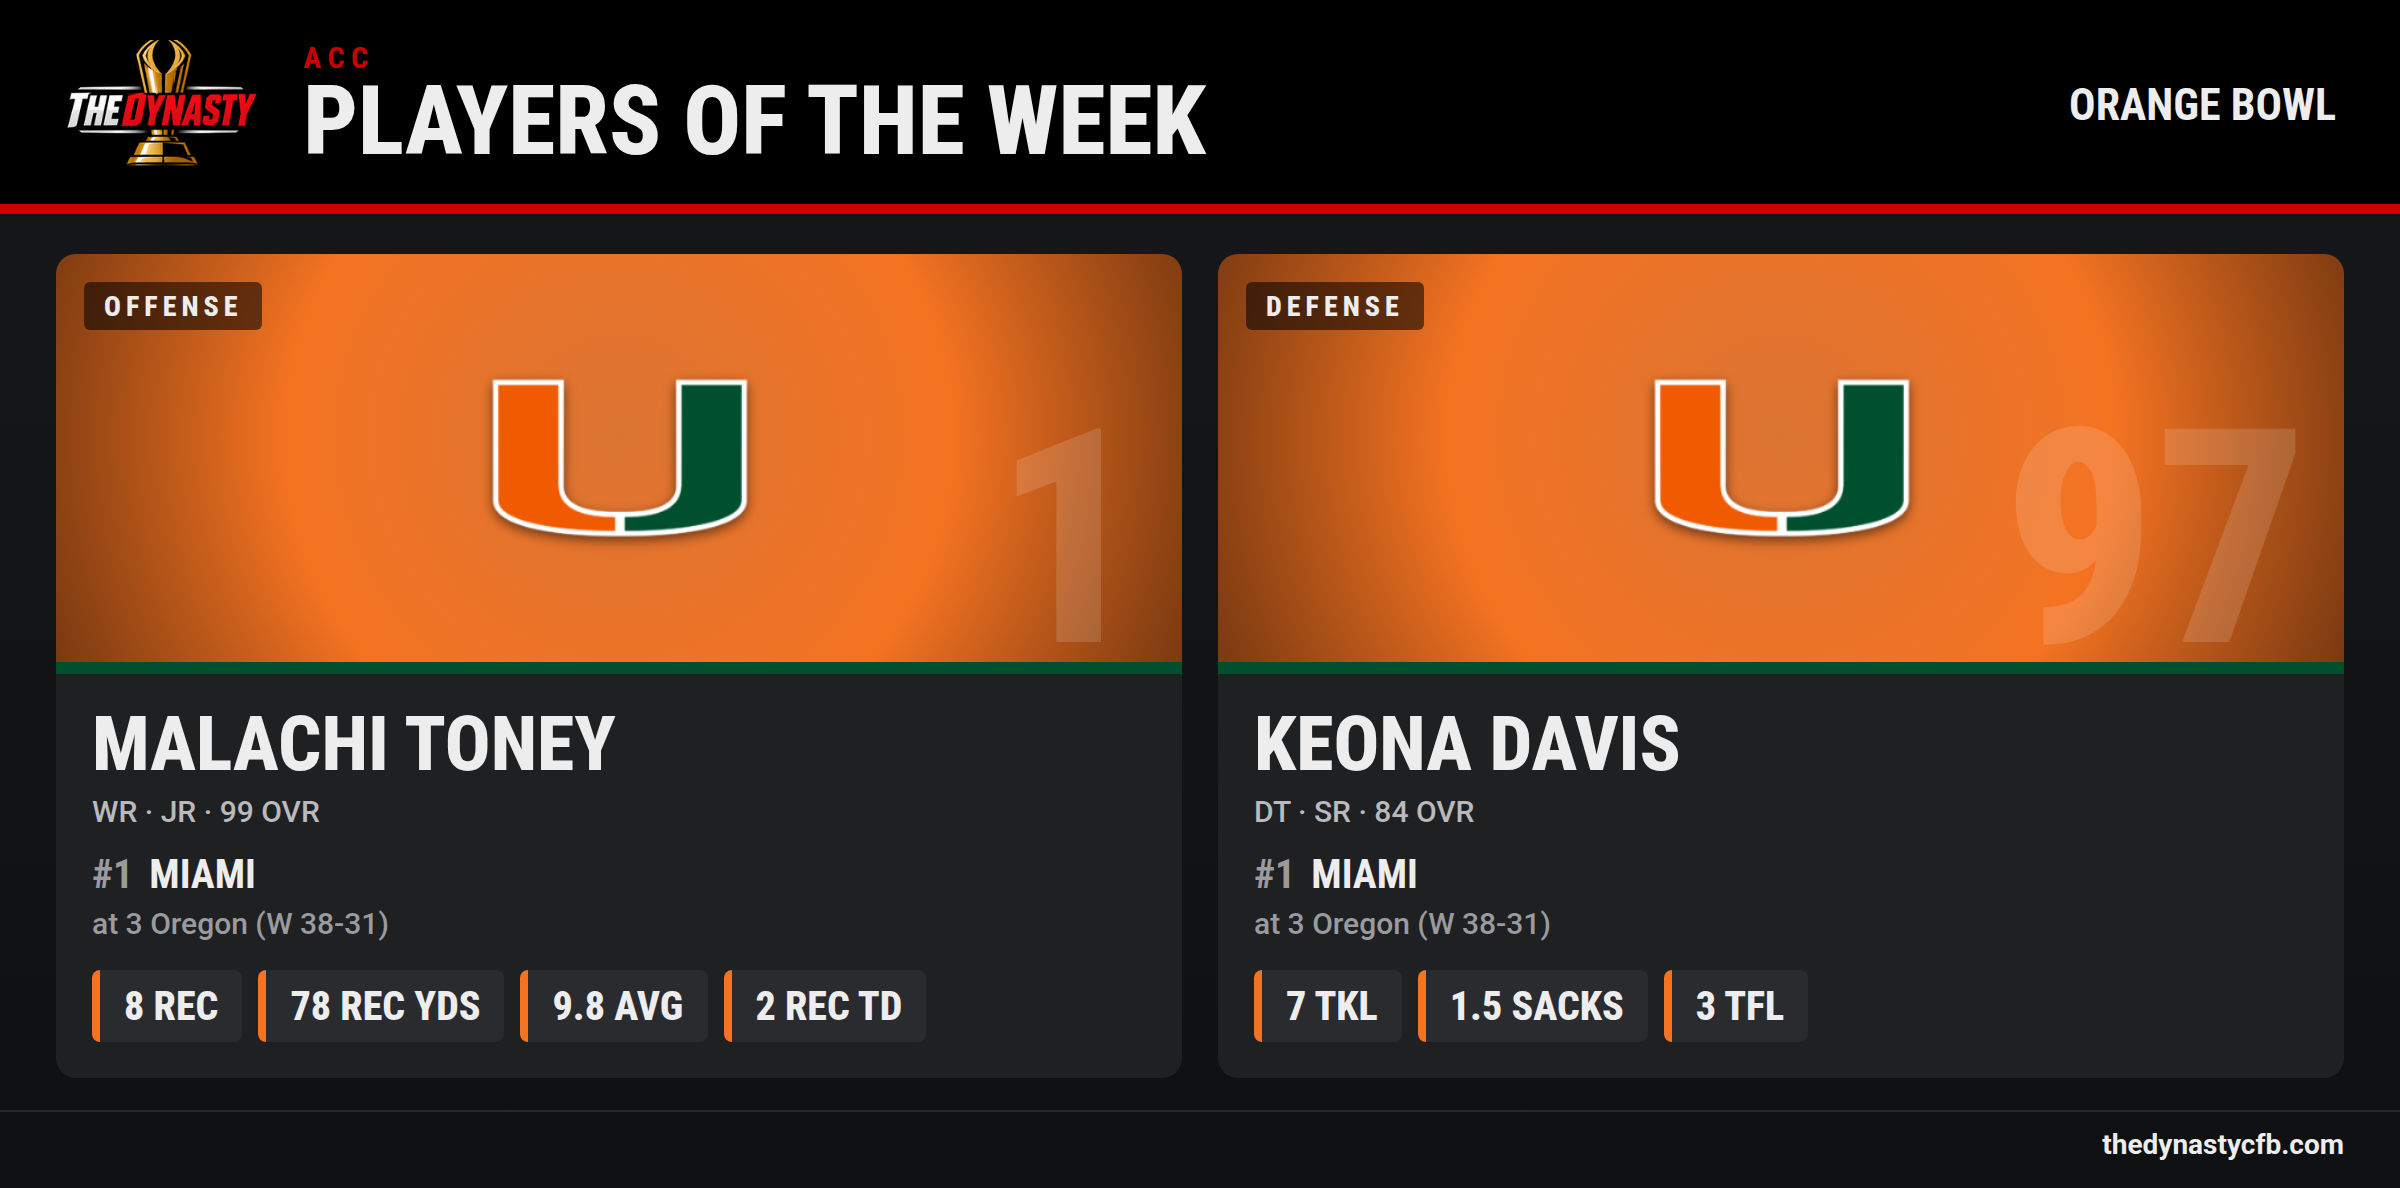 THE DYNASTY
ACC
PLAYERS OF THE WEEK
ORANGE BOWL
OFFENSE
1
MALACHI TONEY
WR · JR · 99 OVR
#1 MIAMI
at 3 Oregon (W 38-31)
8 REC
78 REC YDS
9.8 AVG
2 REC TD
DEFENSE
97
KEONA DAVIS
DT · SR · 84 OVR
#1 MIAMI
at 3 Oregon (W 38-31)
7 TKL
1.5 SACKS
3 TFL
thedynastycfb.com